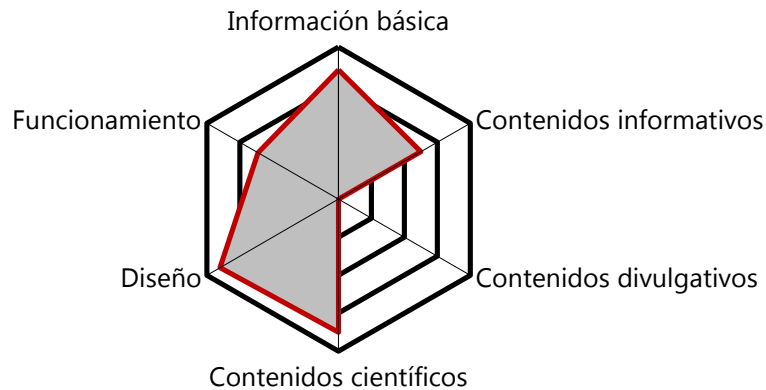 Información básica
Funcionamiento
Contenidos informativos
Diseño
Contenidos divulgativos
Contenidos científicos